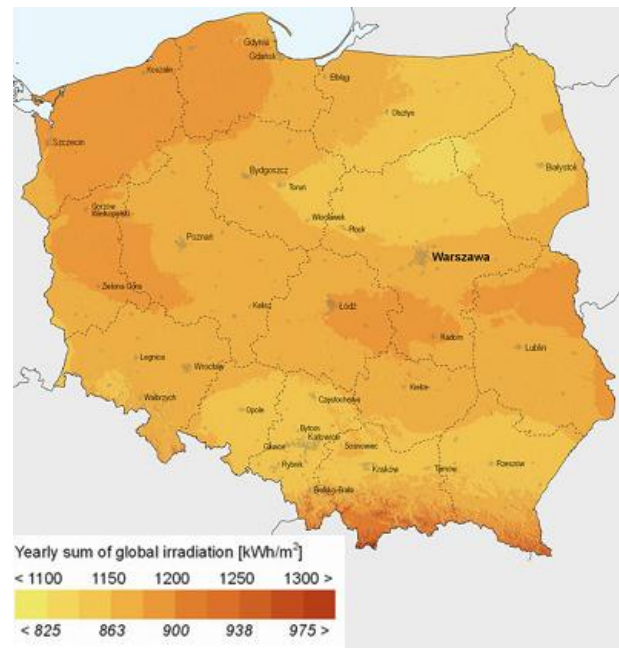 Gdynia
Gdańsk
Koszalin
Elbląg
Olsztyn
Szczecin
Białystok
Bydgoszcz
Toruń
Gorzów
Wielkopolski
Włocławek
Płock
Poznań
Warszawa
Zielona Góra
Kalisz
Łódź
Radom
Lublin
Legnica
Wrocław
Kielce
Wałbrzych
Częstochowa
Opole
Bytom
Katowice
Gliwice
Sosnowiec
Rybnik
Kraków
Tarnów
Rzeszów
Bielsko-Biała
Yearly sum of global irradiation [kWh/m²]
< 1100 1150 1200 1250 1300 >
< 825 863 900 938 975 >